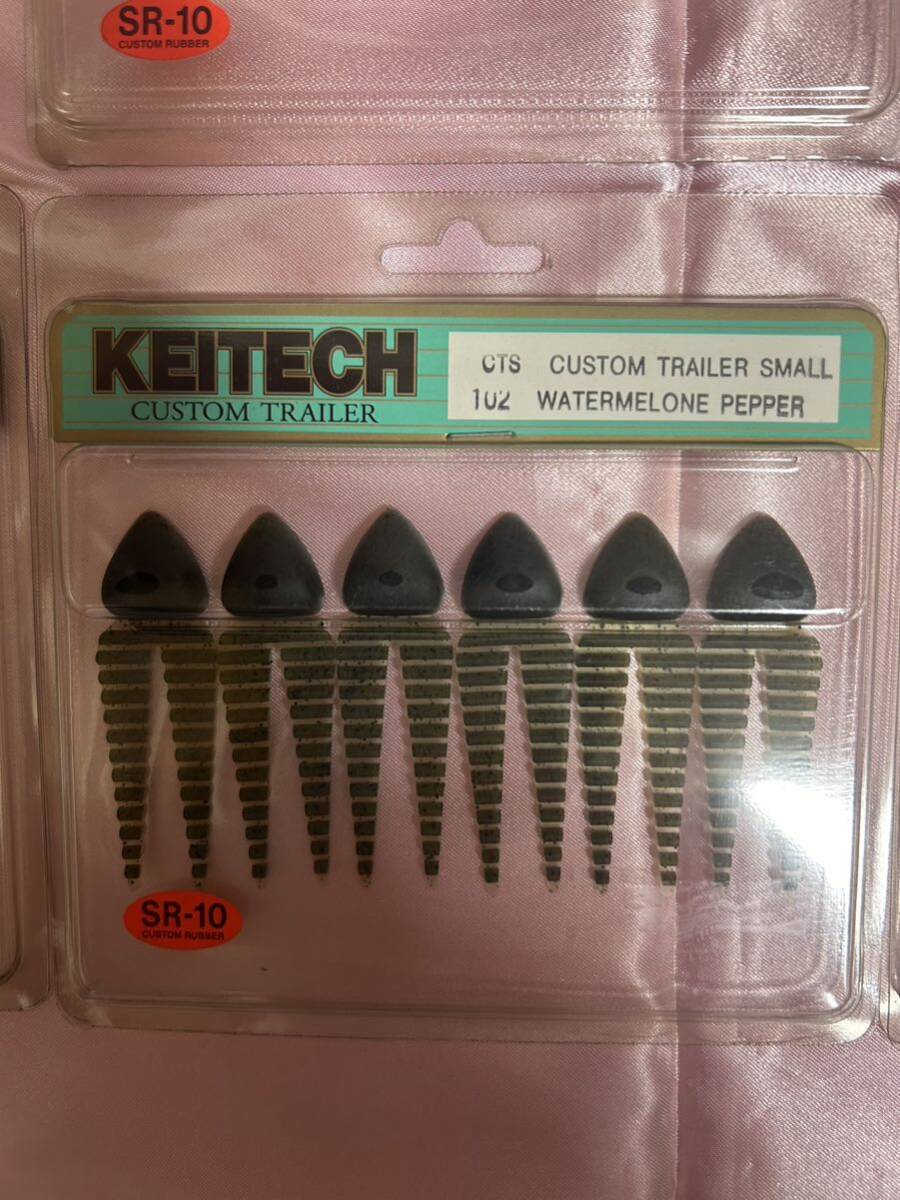 SR-10
CUSTOM RUBBER
KEITECH
CUSTOM TRAILER
CTS CUSTOM TRAILER SMALL
102 WATERMELONE PEPPER
SR-10
CUSTOM RUBBER